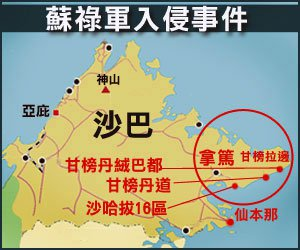 蘇祿軍入侵事件
神山
亞庇
沙巴
拿篤
甘榜拉邉
甘榜丹絨巴都
甘榜丹道
沙哈拔16區
仙本那